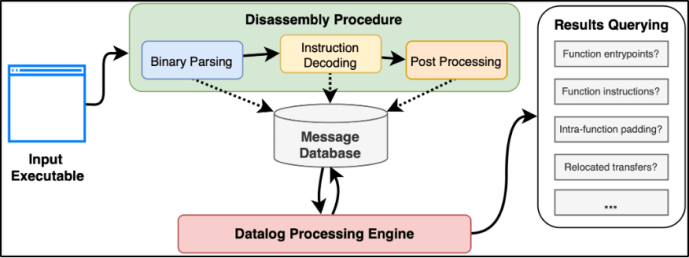 Disassembly Procedure
Binary Parsing
Instruction
Decoding
Post Processing
Input
Executable
Message
Database
Datalog Processing Engine
Results Querying
Function entrypoints?
Function instructions?
Intra-function padding?
Relocated transfers?
...